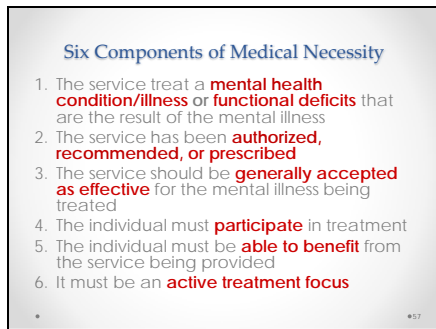 Six Components of Medical Necessity
1. The service treat a mental health
condition/illness or functional deficits that
are the result of the mental illness
2. The service has been authorized,
recommended, or prescribed
3. The service should be generally accepted
as effective for the mental illness being
treated
4. The individual must participate in treatment
5. The individual must be able to benefit from
the service being provided
6. It must be an active treatment focus
57